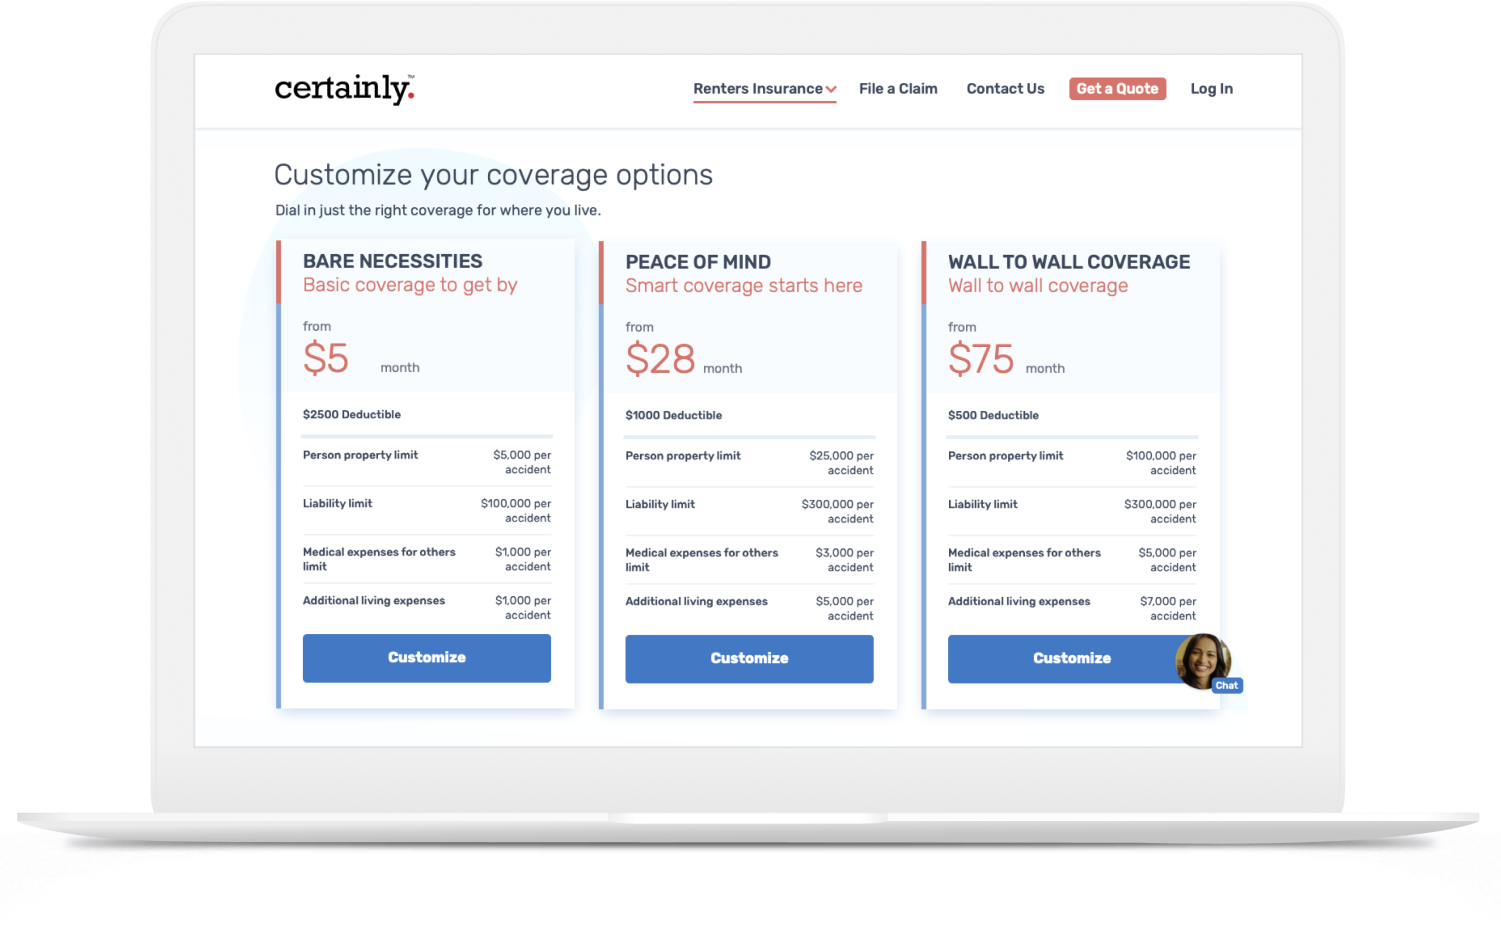 certainly.™
Renters Insurance File a Claim Contact Us Get a Quote Log In
Customize your coverage options
Dial in just the right coverage for where you live.
BARE NECESSITIES
Basic coverage to get by
from
$5 month
$2500 Deductible
Person property limit $5,000 per
accident
Liability limit $100,000 per
accident
Medical expenses for others $1,000 per
limit accident
Additional living expenses $1,000 per
accident
Customize
PEACE OF MIND
Smart coverage starts here
from
$28 month
$1000 Deductible
Person property limit $25,000 per
accident
Liability limit $300,000 per
accident
Medical expenses for others $3,000 per
limit accident
Additional living expenses $5,000 per
accident
Customize
WALL TO WALL COVERAGE
Wall to wall coverage
from
$75 month
$500 Deductible
Person property limit $100,000 per
accident
Liability limit $300,000 per
accident
Medical expenses for others $5,000 per
limit accident
Additional living expenses $7,000 per
accident
Customize
Chat